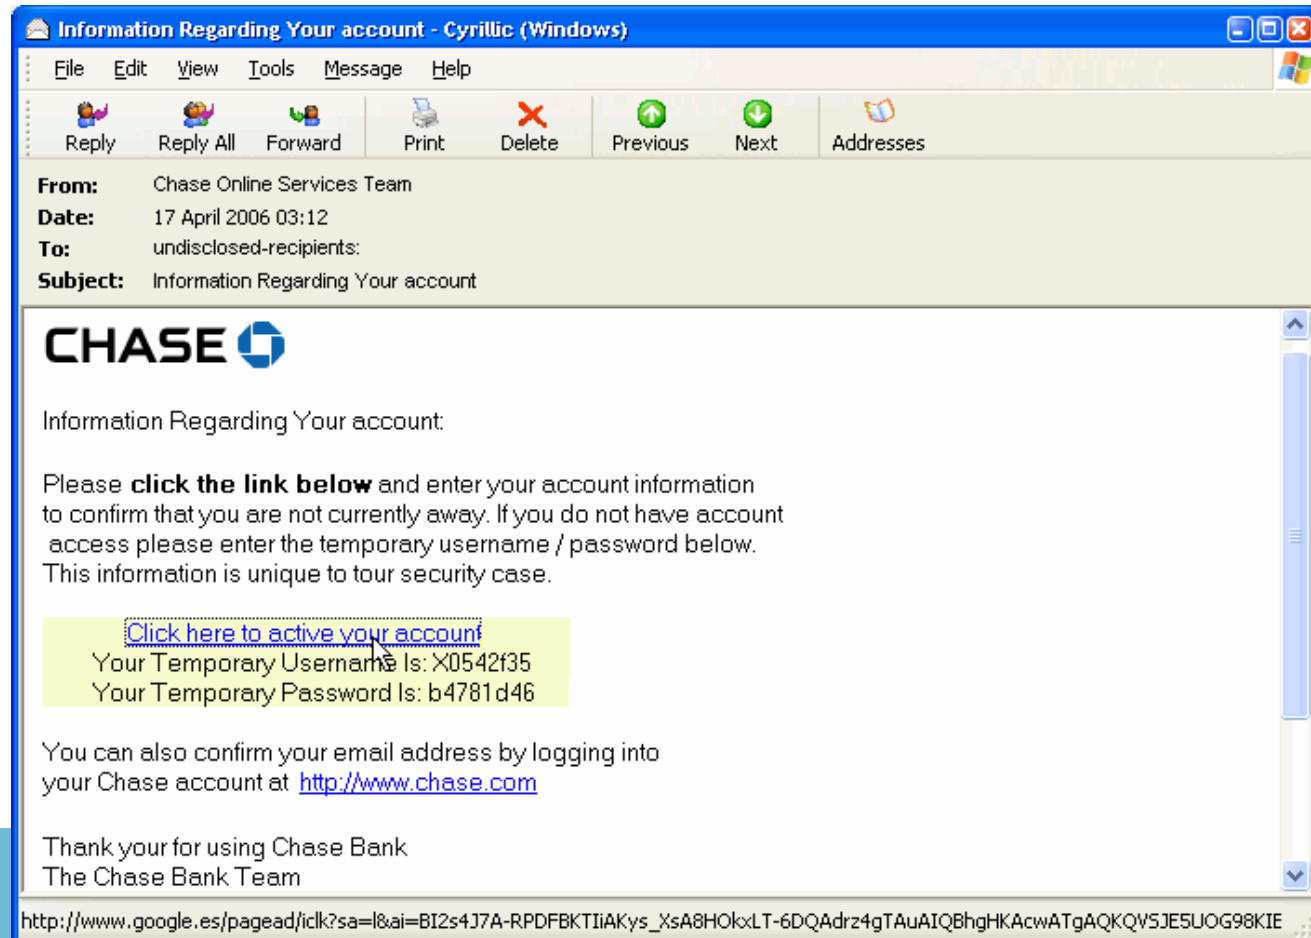 Information Regarding Your account - Cyrillic (Windows)
File Edit View Tools Message Help
Reply Reply All Forward Print Delete Previous Next Addresses
From: Chase Online Services Team
Date: 17 April 2006 03:12
To: undisclosed-recipients:
Subject: Information Regarding Your account
CHASE
Information Regarding Your account:
Please click the link below and enter your account information
to confirm that you are not currently away. If you do not have account
access please enter the temporary username / password below.
This information is unique to tour security case.
Click here to active your account
Your Temporary Username Is: X0542f35
Your Temporary Password Is: b4781d46
You can also confirm your email address by logging into
your Chase account at http://www.chase.com
Thank your for using Chase Bank
The Chase Bank Team
http://www.google.es/pagead/iclk?sa=l&ai=BI2s4J7A-RPDFBKTIiAKys_XsA8HOkxLT-6DQAdrz4gTAuAIQBhgHKAcwATgAQKQVSJE5UOG98KIE